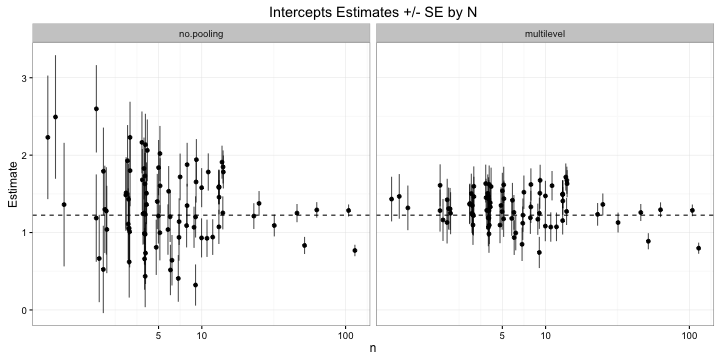 Intercepts Estimates +/- SE by N
no.pooling
multilevel
Estimate
3
2
1
0
5
10
100
5
10
100
n